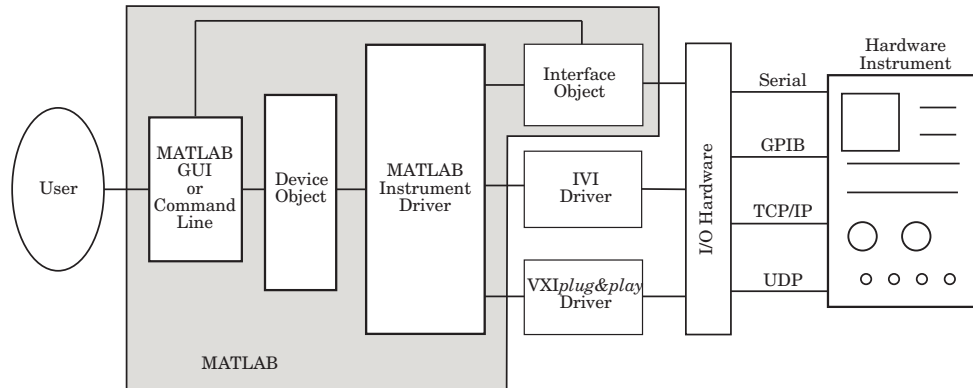 User
MATLAB
GUI
or
Command
Line
Device
Object
MATLAB
Instrument
Driver
Interface
Object
IVI
Driver
VXIplug&play
Driver
I/O Hardware
Serial
GPIB
TCP/IP
UDP
Hardware
Instrument
MATLAB